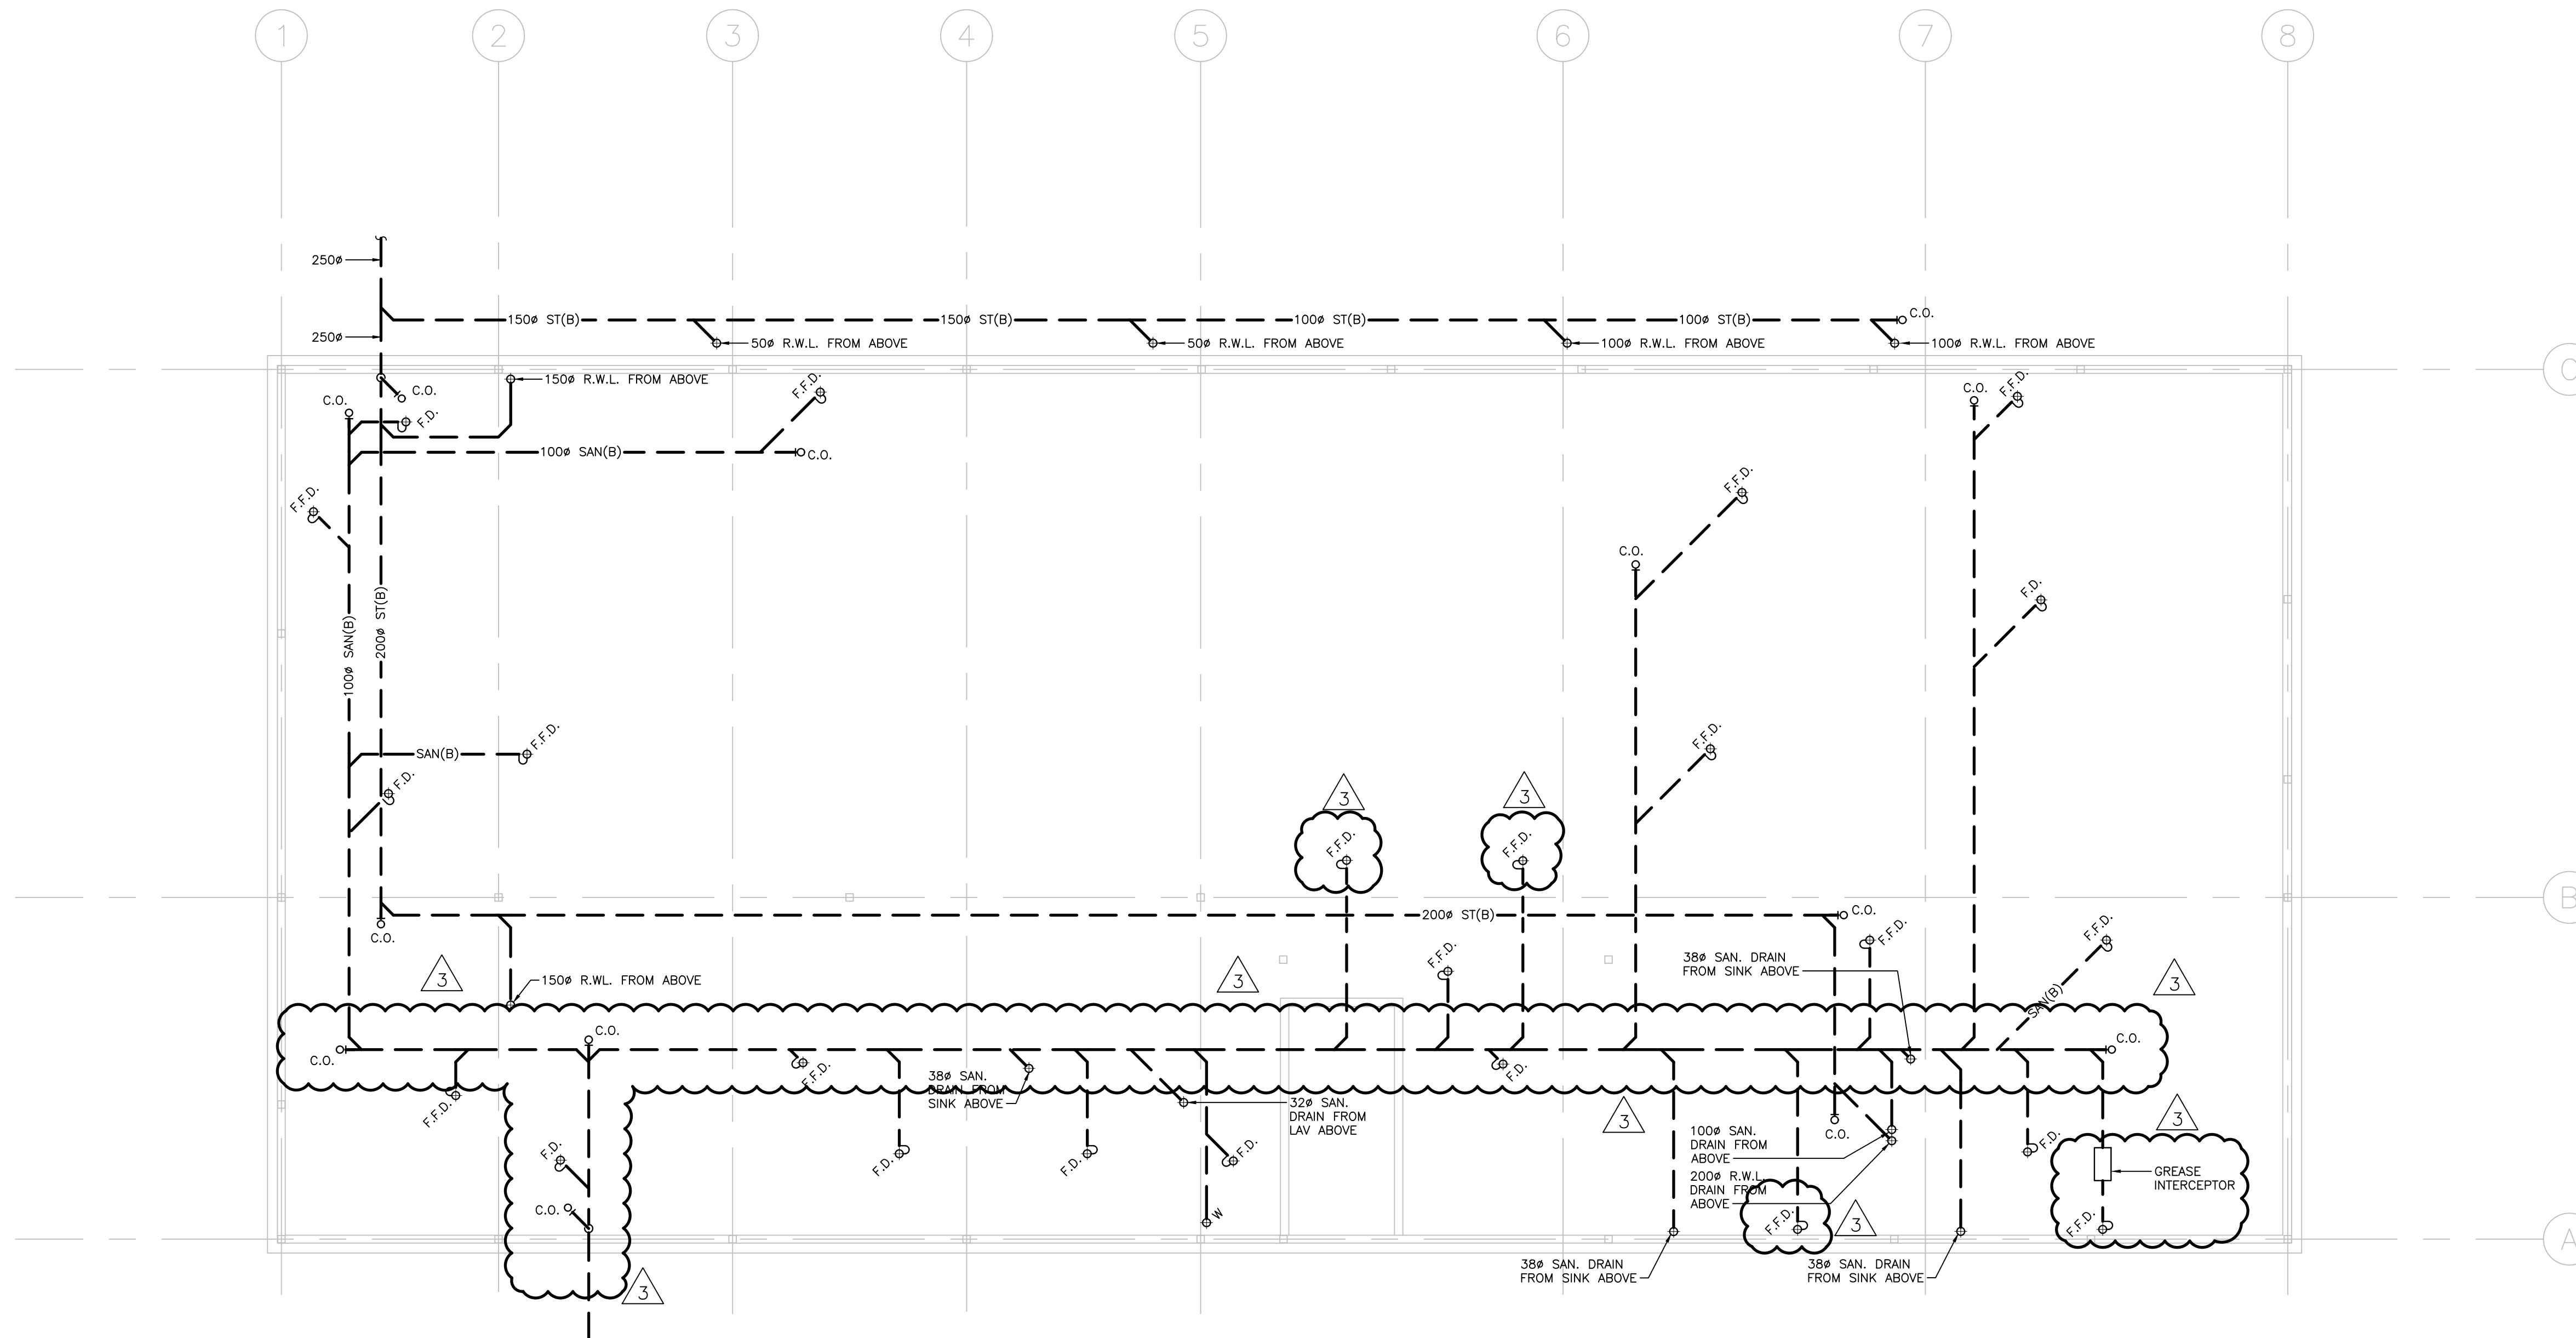 1
2
3
4
5
6
7
8
250ø
150ø ST(B)
150ø ST(B)
100ø ST(B)
100ø ST(B)
C.O.
250ø
50ø R.W.L. FROM ABOVE
50ø R.W.L. FROM ABOVE
100ø R.W.L. FROM ABOVE
100ø R.W.L. FROM ABOVE
150ø R.W.L. FROM ABOVE
C.O.
C.O.
F.D.
F.F.D.
C.O.
F.F.D.
100ø SAN(B)
C.O.
F.F.D.
F.F.D.
C.O.
F.D.
100ø SAN(B)
200ø ST(B)
SAN(B)
F.F.D.
F.D.
F.F.D.
3
3
F.F.D.
F.F.D.
B
200ø ST(B)
C.O.
C.O.
F.F.D.
F.F.D.
F.F.D.
3
3
3
38ø SAN. DRAIN
FROM SINK ABOVE
150ø R.WL. FROM ABOVE
SAN(B)
C.O.
C.O.
C.O.
F.F.D.
F.F.D.
38ø SAN.
DRAIN FROM
SINK ABOVE
F.D.
32ø SAN.
DRAIN FROM
LAV ABOVE
3
3
100ø SAN.
DRAIN FROM
ABOVE
C.O.
F.D.
F.D.
F.D.
F.D.
F.D.
200ø R.W.L.
DRAIN FROM
ABOVE
GREASE
INTERCEPTOR
C.O.
W
F.F.D.
3
F.F.D.
A
38ø SAN. DRAIN
FROM SINK ABOVE
38ø SAN. DRAIN
FROM SINK ABOVE
3